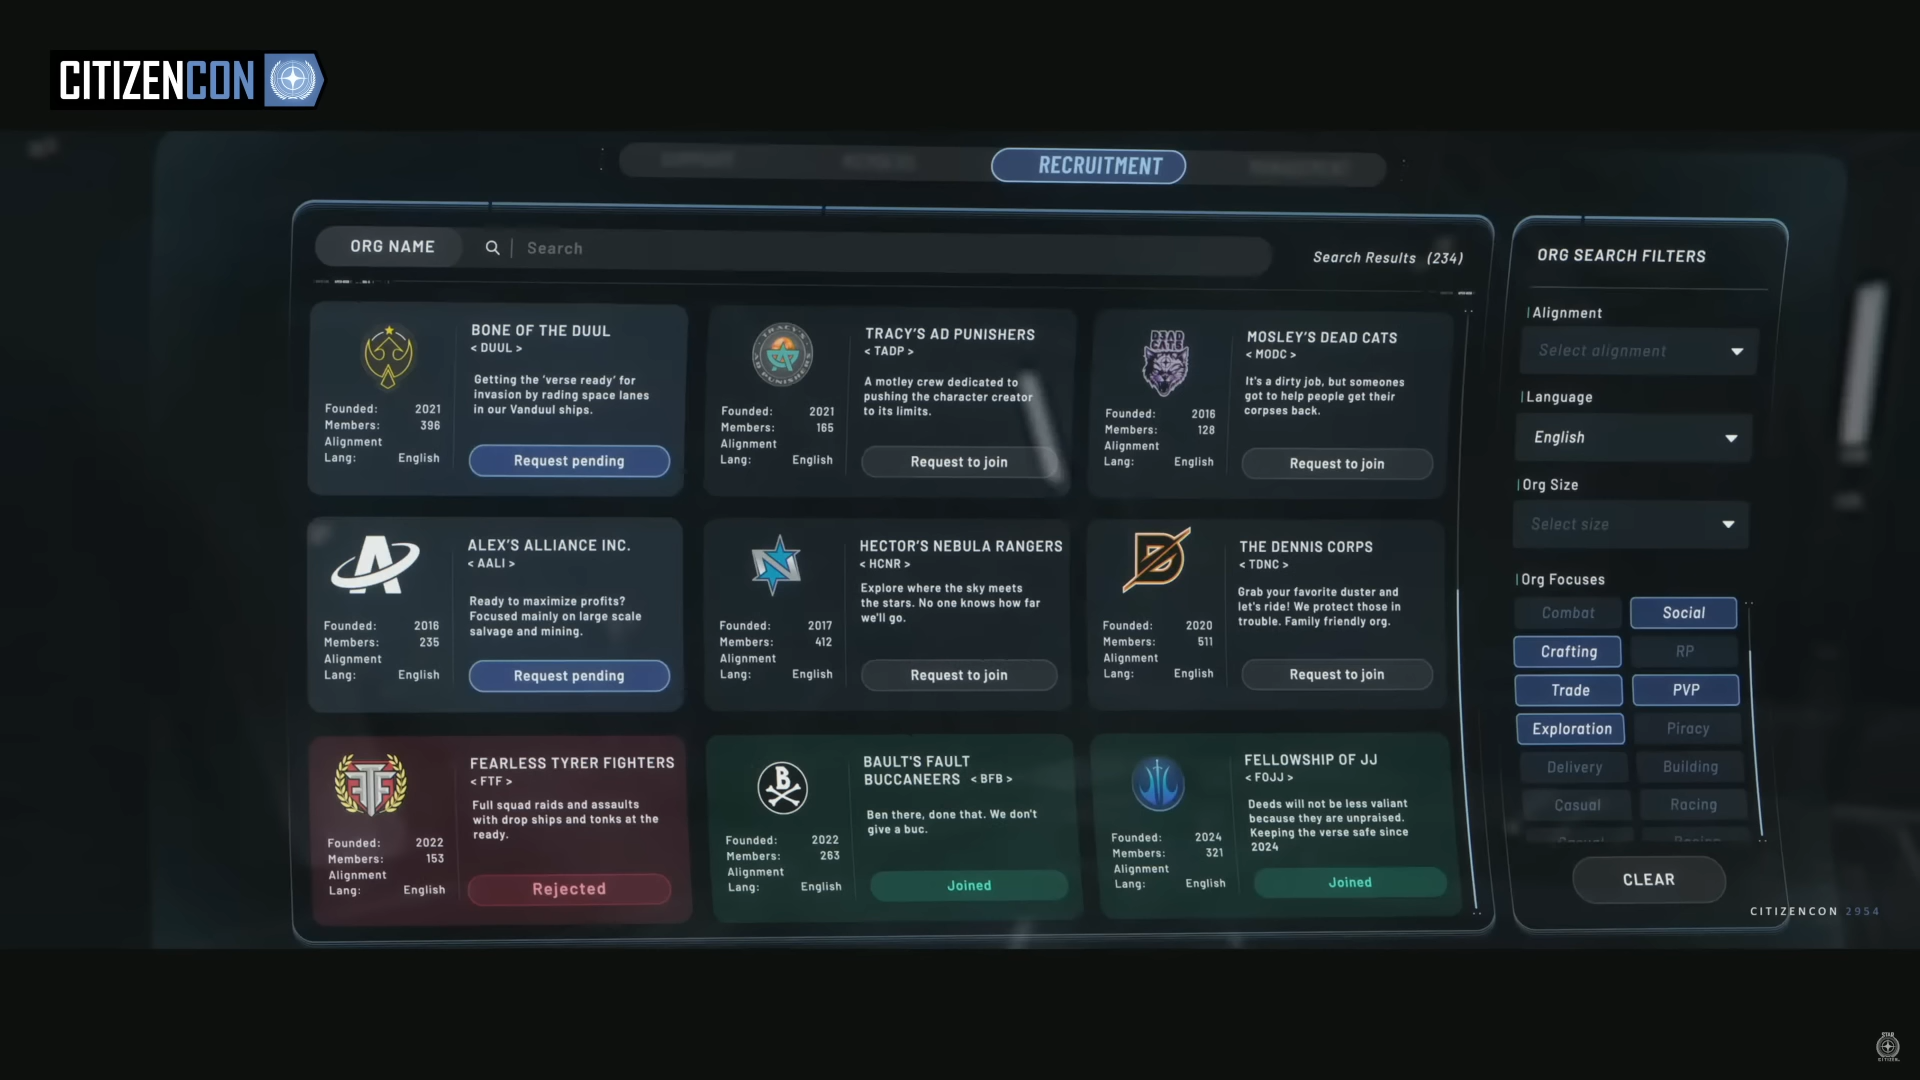 CITIZENCON
RECRUITMENT
ORG NAME
Search
Search Results (234)
BONE OF THE DUUL
< DUUL >
Getting the ‘verse ready’ for
invasion by rading space lanes
in our Vanduul ships.
Founded: 2021
Members: 396
Alignment
Lang: English
Request pending
TRACY'S AD PUNISHERS
< TADP >
A motley crew dedicated to
pushing the character creator
to its limits.
Founded: 2021
Members: 165
Alignment
Lang: English
Request to join
DEAD
CATS
MOSLEY'S DEAD CATS
< MODC >
It's a dirty job, but someones
got to help people get their
corpses back.
Founded: 2016
Members: 128
Alignment
Lang: English
Request to join
ALEX'S ALLIANCE INC.
< AALI >
Ready to maximize profits?
Focused mainly on large scale
salvage and mining.
Founded: 2016
Members: 235
Alignment
Lang: English
Request pending
HECTOR'S NEBULA RANGERS
< HCNR >
Explore where the sky meets
the stars. No one knows how far
we'll go.
Founded: 2017
Members: 412
Alignment
Lang: English
Request to join
THE DENNIS CORPS
< TDNC >
Grab your favorite duster and
let's ride! We protect those in
trouble. Family friendly org.
Founded: 2020
Members: 511
Alignment
Lang: English
Request to join
FTF
FEARLESS TYRER FIGHTERS
< FTF >
Full squad raids and assaults
with drop ships and tonks at the
ready.
Founded: 2022
Members: 153
Alignment
Lang: English
Rejected
B
BAULT'S FAULT
BUCCANEERS < BFB >
Ben there, done that. We don't
give a buc.
Founded: 2022
Members: 263
Alignment
Lang: English
Joined
FELLOWSHIP OF JJ
< FOJJ >
Deeds will not be less valiant
because they are unpraised.
Keeping the verse safe since
2024
Founded: 2024
Members: 321
Alignment
Lang: English
Joined
ORG SEARCH FILTERS
Alignment
Select alignment
Language
English
Org Size
Select size
Org Focuses
Combat Social
Crafting RP
Trade PVP
Exploration Piracy
Delivery Building
Casual Racing
Casual Racing
CLEAR
CITIZENCON 2954
STAR
CITIZEN